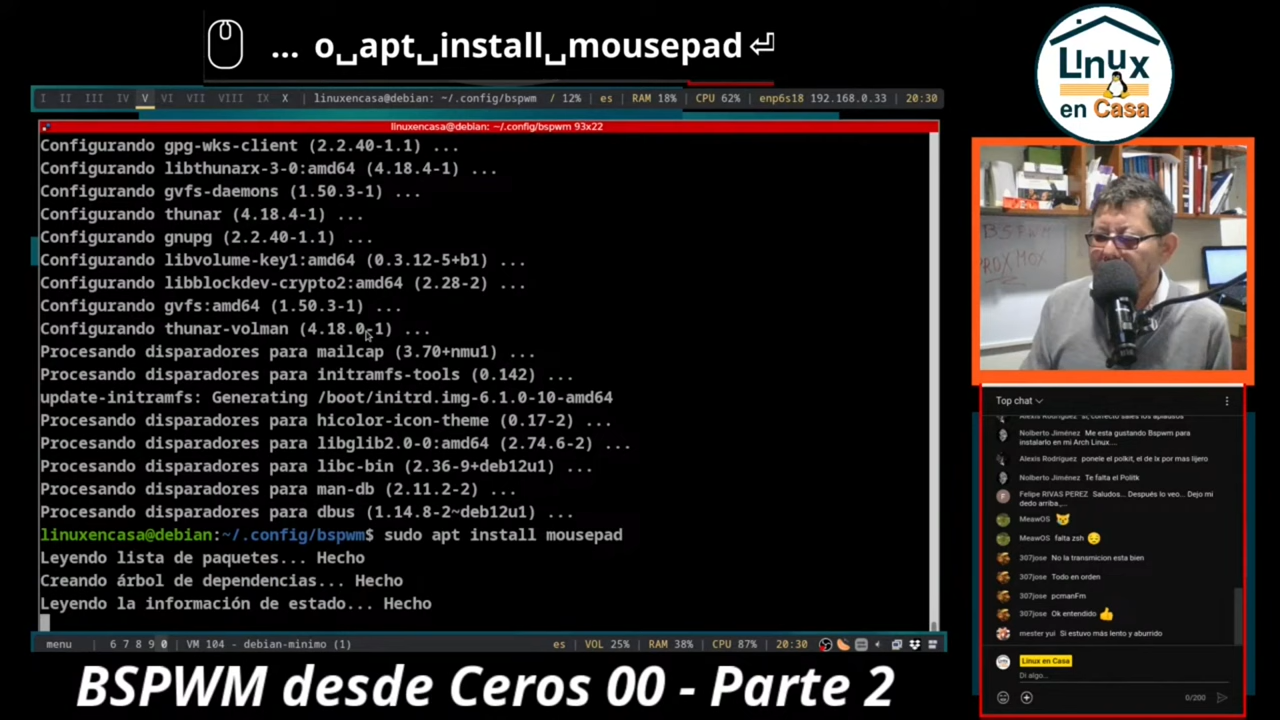 ... o␣apt␣install␣mousepad⏎
Linux
en Casa
I II III IV V VI VII VIII IX X linuxencasa@debian: ~/.config/bspwm / 12% | es | RAM 18% | CPU 62% | enp6s18 192.168.0.33 | 20:30
linuxencasa@debian: ~/.config/bspwm 93x22
Configurando gpg-wks-client (2.2.40-1.1) ...
Configurando libthunarx-3-0:amd64 (4.18.4-1) ...
Configurando gvfs-daemons (1.50.3-1) ...
Configurando thunar (4.18.4-1) ...
Configurando gnupg (2.2.40-1.1) ...
Configurando libvolume-key1:amd64 (0.3.12-5+b1) ...
Configurando libblockdev-crypto2:amd64 (2.28-2) ...
Configurando gvfs:amd64 (1.50.3-1) ...
Configurando thunar-volman (4.18.0-1) ...
Procesando disparadores para mailcap (3.70+nmu1) ...
Procesando disparadores para initramfs-tools (0.142) ...
update-initramfs: Generating /boot/initrd.img-6.1.0-10-amd64
Procesando disparadores para hicolor-icon-theme (0.17-2) ...
Procesando disparadores para libglib2.0-0:amd64 (2.74.6-2) ...
Procesando disparadores para libc-bin (2.36-9+deb12u1) ...
Procesando disparadores para man-db (2.11.2-2) ...
Procesando disparadores para dbus (1.14.8-2~deb12u1) ...
linuxencasa@debian:~/.config/bspwm$ sudo apt install mousepad
Leyendo lista de paquetes... Hecho
Creando árbol de dependencias... Hecho
Leyendo la información de estado... Hecho
menu | 6 7 8 9 0 | VM 104 - debian-minimo (1) es | VOL 25% | RAM 38% | CPU 87% | 20:30
BSPWM
PROXMOX
Top chat
Alexis Rodriguez si, correcto sales los aplausos
Nolberto Jiménez Me esta gustando Bspwm para
instalarlo en mi Arch Linux....
Alexis Rodriguez ponele el polkit, el de lx por mas lijero
Nolberto Jiménez Te falta el Politk
Felipe RIVAS PEREZ Saludos... Después lo veo... Dejo mi
dedo arriba.,...
MeawOS
MeawOS falta zsh
307jose No la transmicion esta bien
307jose Todo en orden
307jose pcmanFm
307jose Ok entendido
mester yui Si estuvo más lento y aburrido
Linux en Casa
Di algo...
0/200
BSPWM desde Ceros 00 - Parte 2